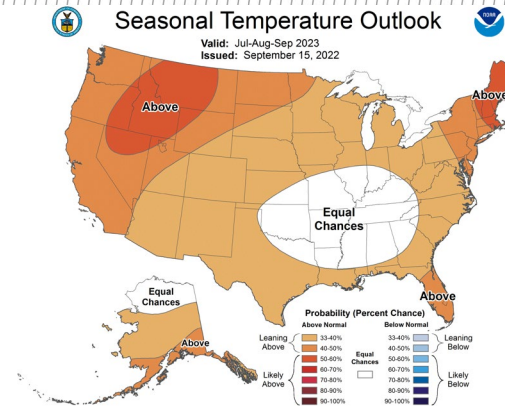 Seasonal Temperature Outlook
Valid: Jul-Aug-Sep 2023
Issued: September 15, 2022
NOAA
Above
Above
Equal
Chances
Above
Equal
Chances
Above
Probability (Percent Chance)
Above Normal
Below Normal
Leaning
Above
33-40%
40-50%
33-40%
40-50%
Leaning
Below
Likely
Above
50-60%
60-70%
70-80%
80-90%
90-100%
Equal
Chances
50-60%
60-70%
70-80%
80-90%
90-100%
Likely
Below